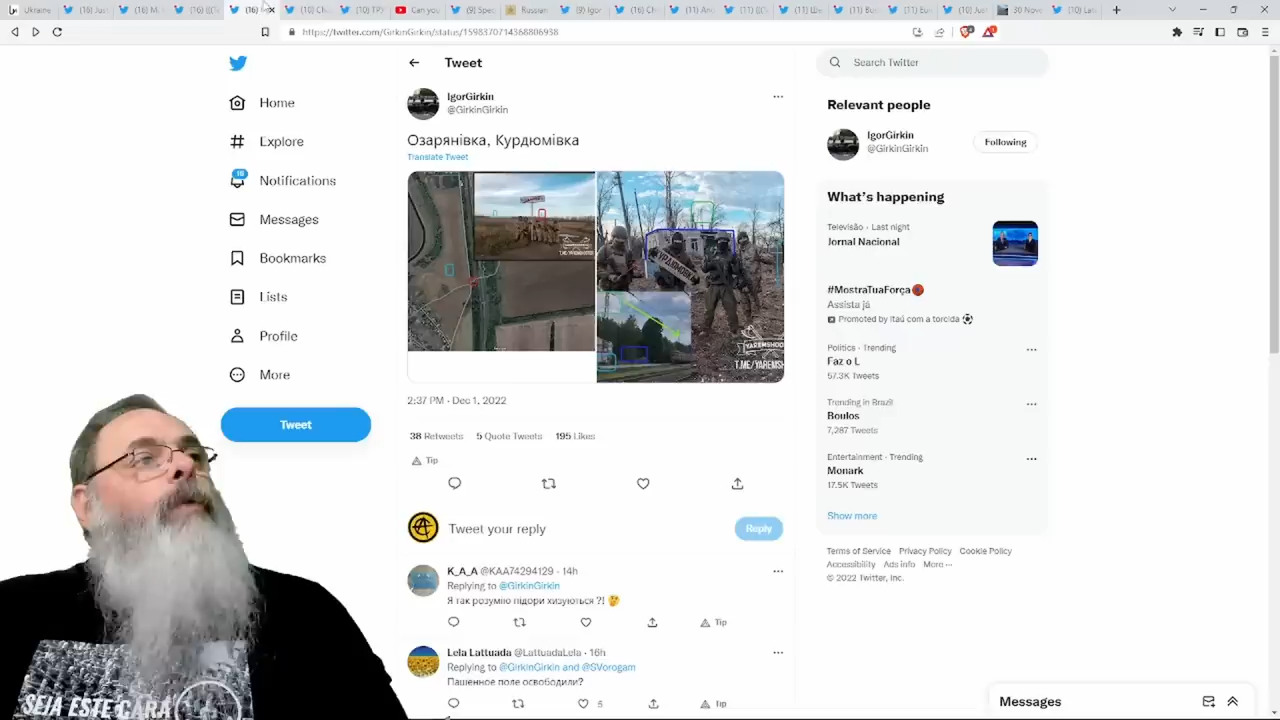 Ukraine
https://twitter.com/GirkinGirkin/status/1598370714368806938
Home
Explore
Notifications
Messages
Bookmarks
Lists
Profile
More
Tweet
Tweet
IgorGirkin
@GirkinGirkin
Озарянівка, Курдюмівка
Translate Tweet
2:37 PM · Dec 1, 2022
38 Retweets 5 Quote Tweets 195 Likes
Tip
Tweet your reply
Reply
K_A_A @KAA74294129 · 14h
Replying to @GirkinGirkin
Я так розумію підори хизуються ?!
Tip
Lela Lattuada @LattuadaLela · 16h
Replying to @GirkinGirkin and @SVorogam
Пашенное поле освободили?
5
Tip
Search Twitter
Relevant people
IgorGirkin
@GirkinGirkin
Following
What's happening
Televisão · Last night
Jornal Nacional
#MostraTuaForça
Assista já
Promoted by Itaú com a torcida
Politics · Trending
Faz o L
57.3K Tweets
Trending in Brazil
Boulos
7,287 Tweets
Entertainment · Trending
Monark
17.5K Tweets
Show more
Terms of Service Privacy Policy Cookie Policy
Accessibility Ads info More ···
© 2022 Twitter, Inc.
Messages
SEJA ESTE CARA